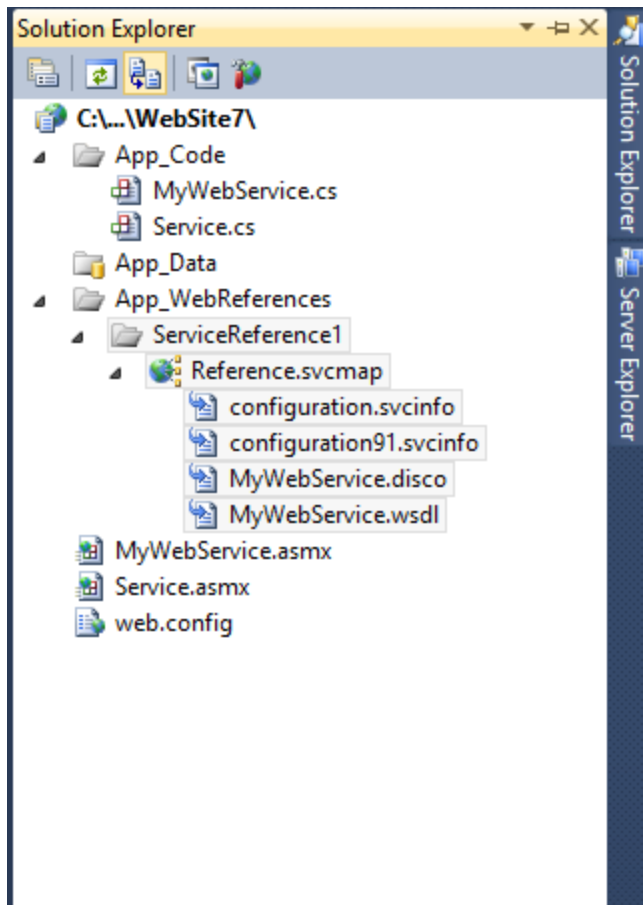 Solution Explorer
C:\...\WebSite7\
App_Code
MyWebService.cs
Service.cs
App_Data
App_WebReferences
ServiceReference1
Reference.svcmap
configuration.svcinfo
configuration91.svcinfo
MyWebService.disco
MyWebService.wsdl
MyWebService.asmx
Service.asmx
web.config
Solution Explorer
Server Explorer